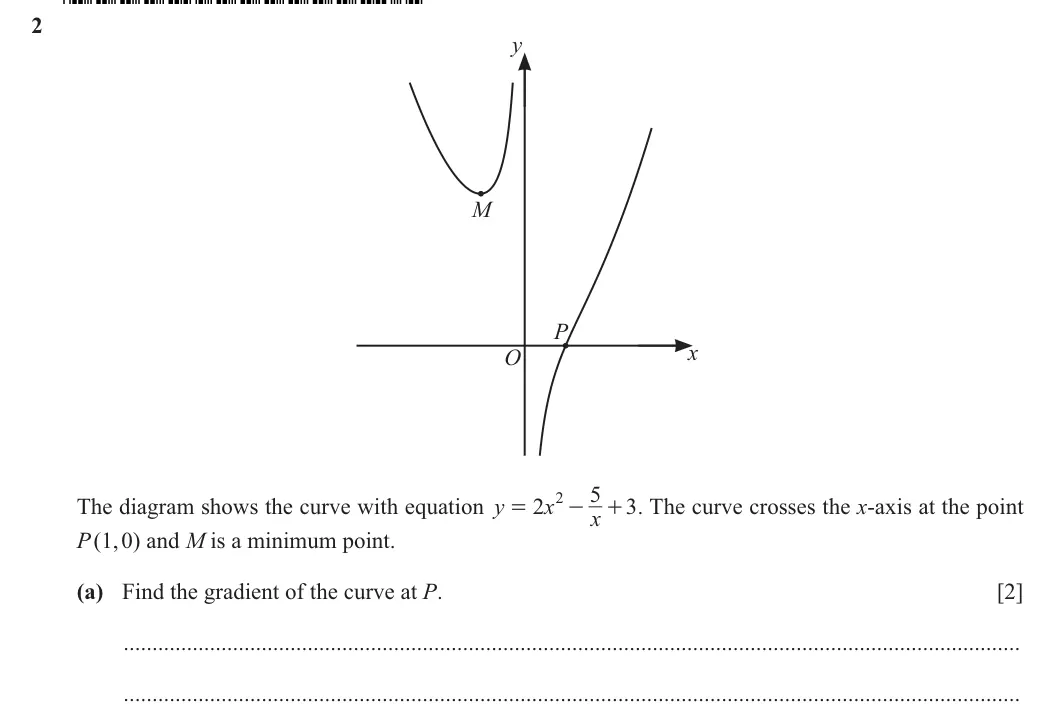 2
y
M
P
O
x
The diagram shows the curve with equation y = 2x² − 5/x + 3. The curve crosses the x-axis at the point
P(1, 0) and M is a minimum point.
(a) Find the gradient of the curve at P. [2]